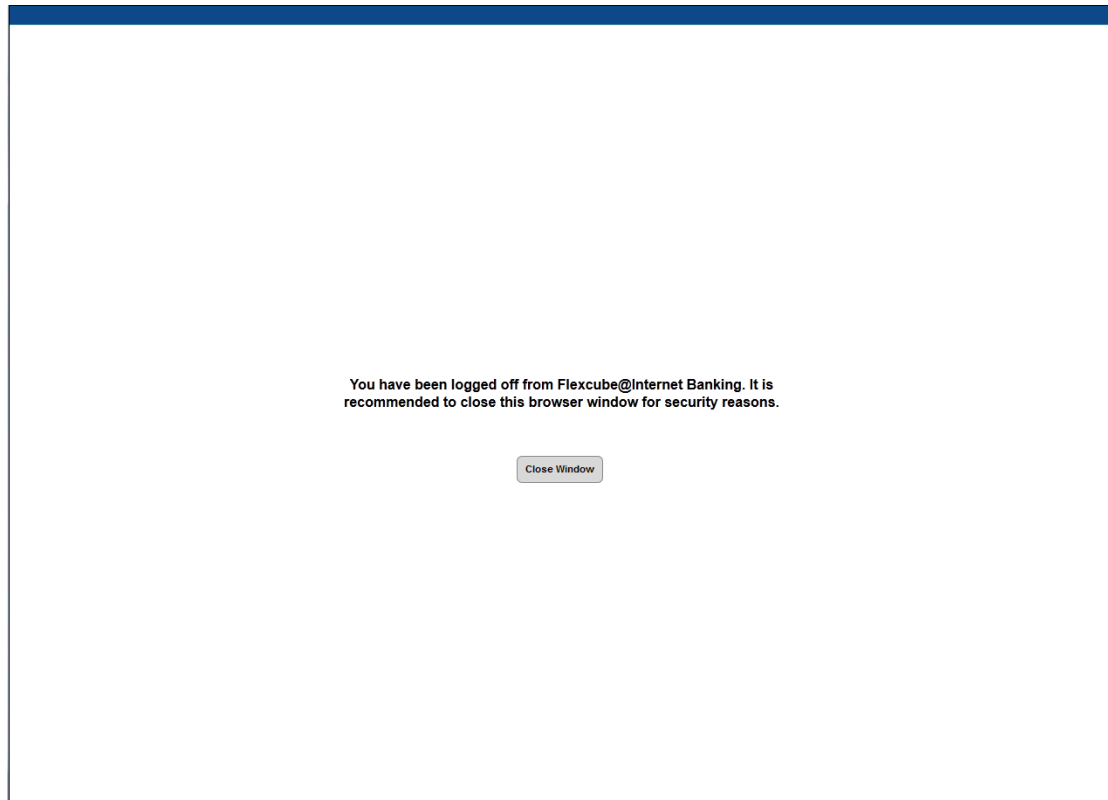 You have been logged off from Flexcube@Internet Banking. It is
recommended to close this browser window for security reasons.
Close Window